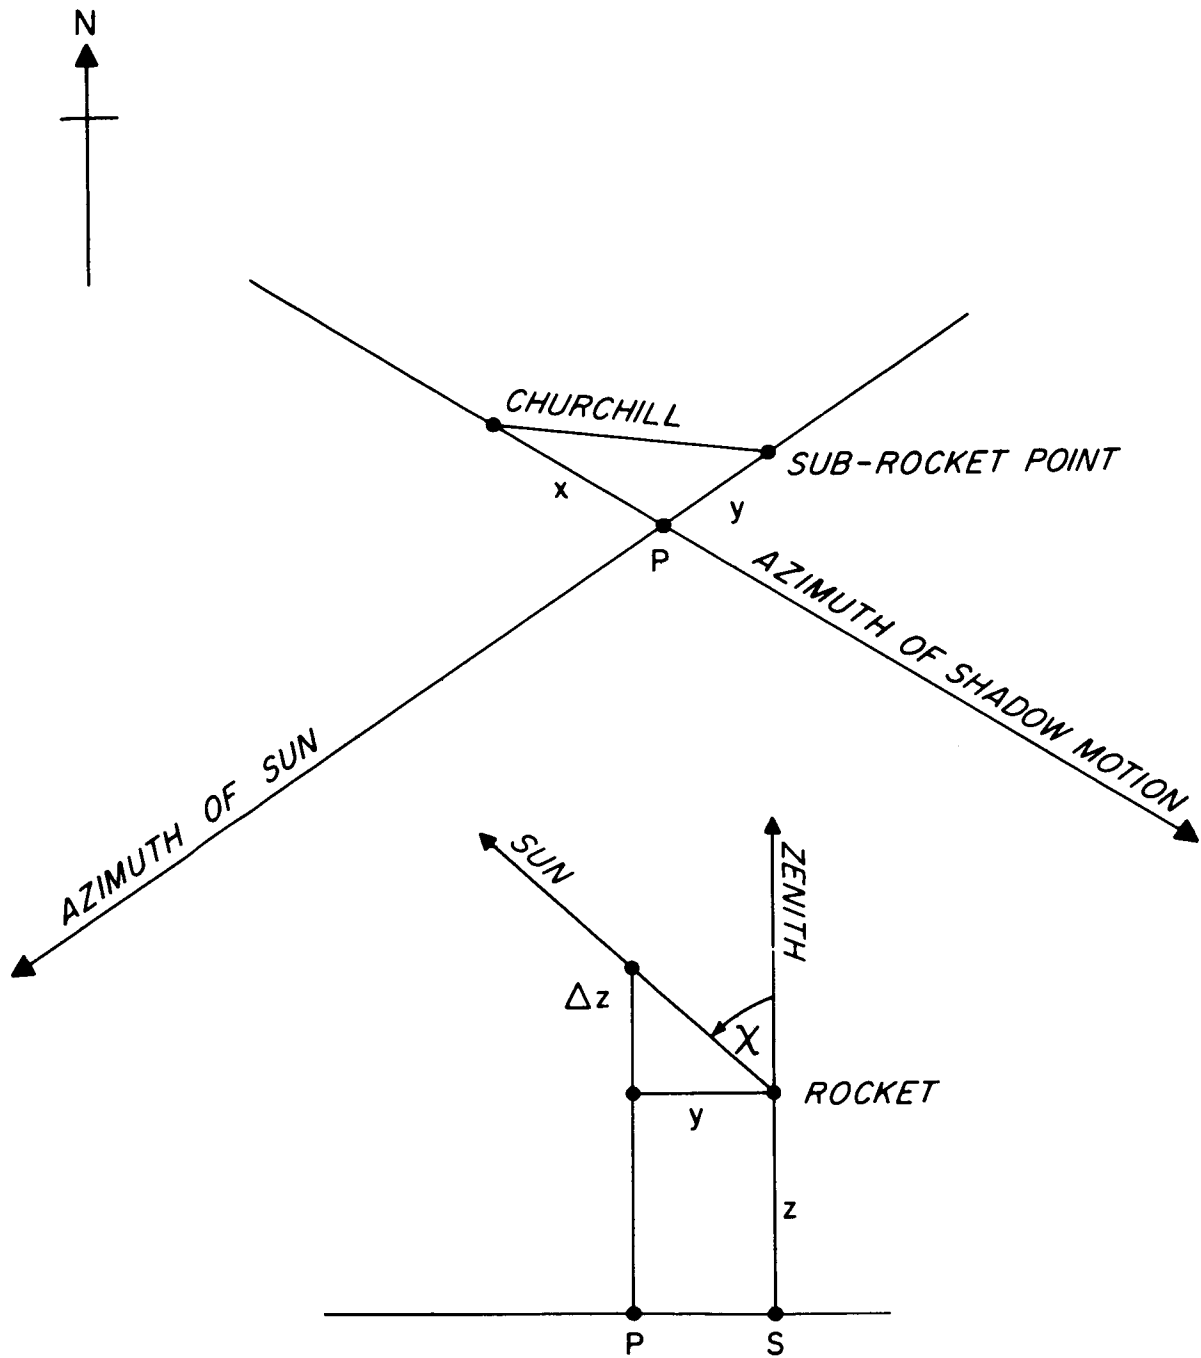 N
CHURCHILL
SUB-ROCKET POINT
x
y
P
AZIMUTH OF SHADOW MOTION
AZIMUTH OF SUN
SUN
ZENITH
Δz
χ
ROCKET
y
z
P
S